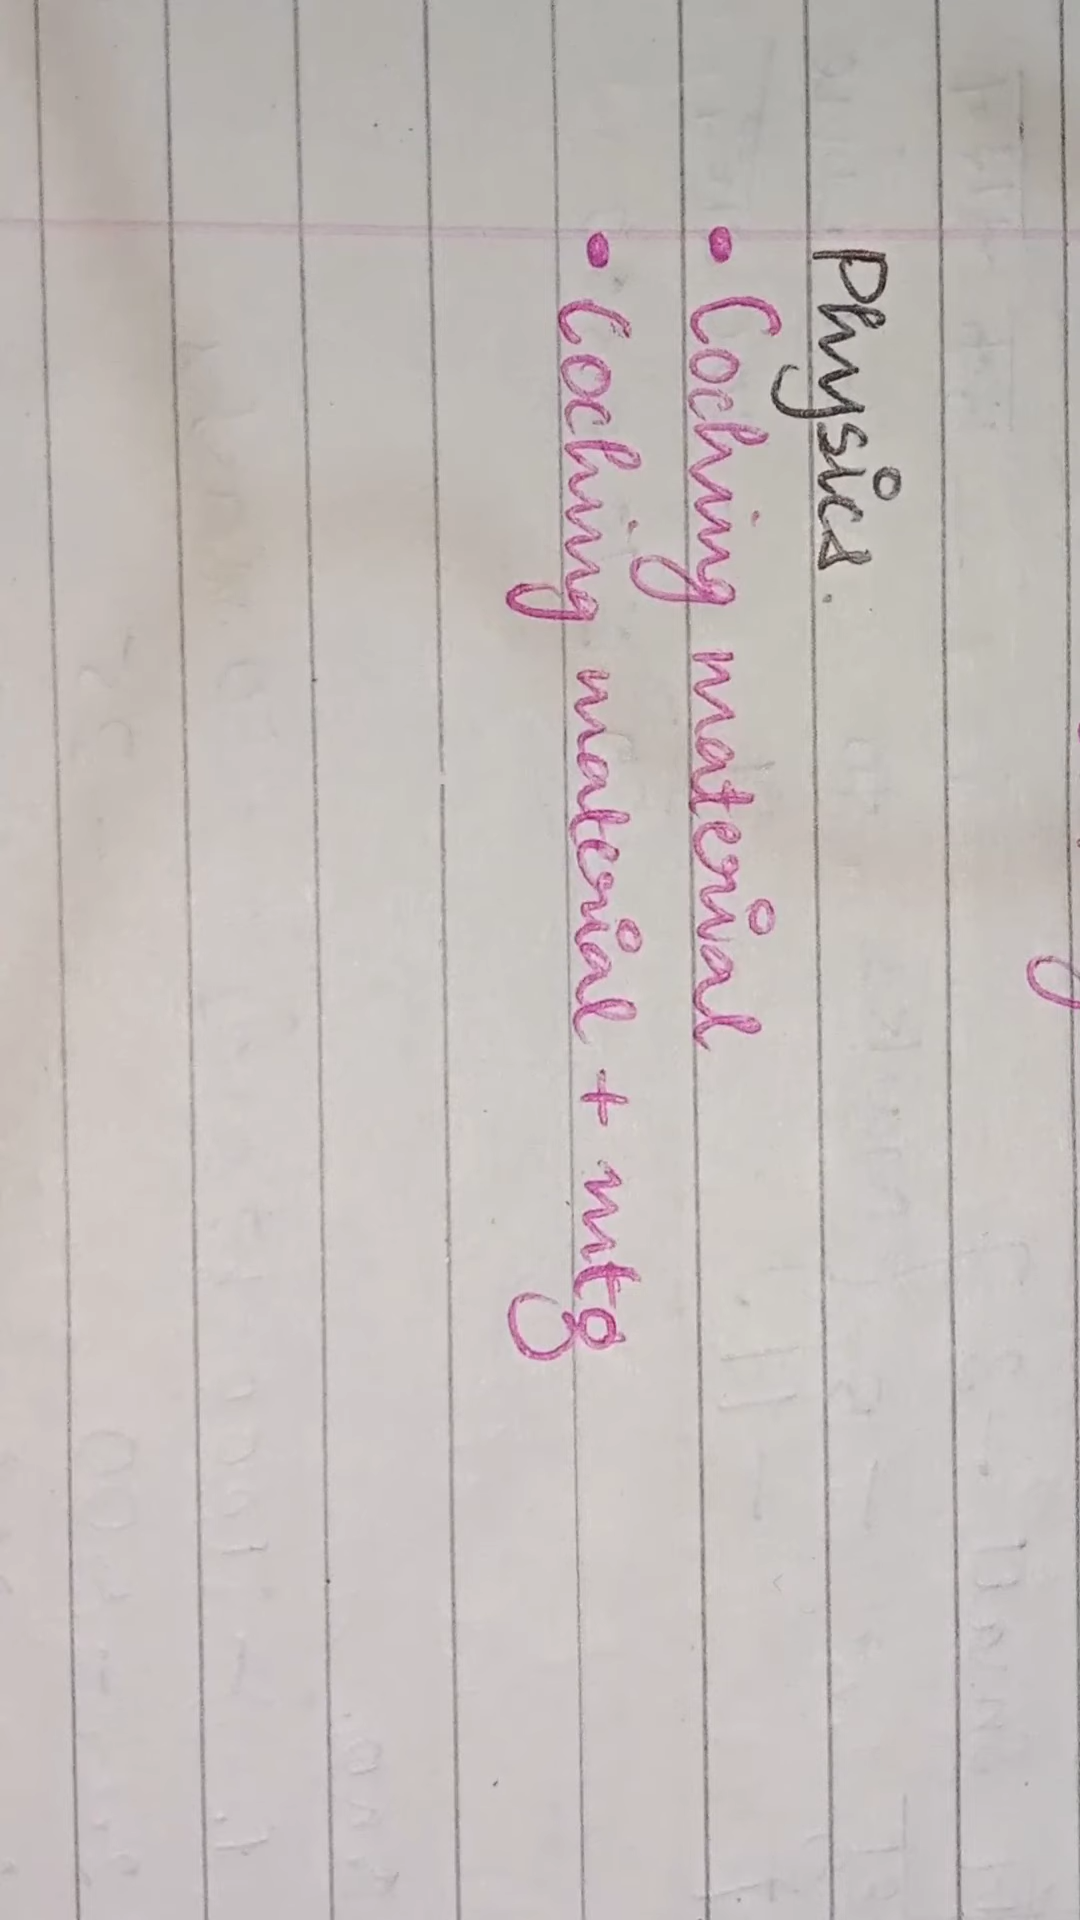 Physics.
• Coching material
• Coching material + mtg